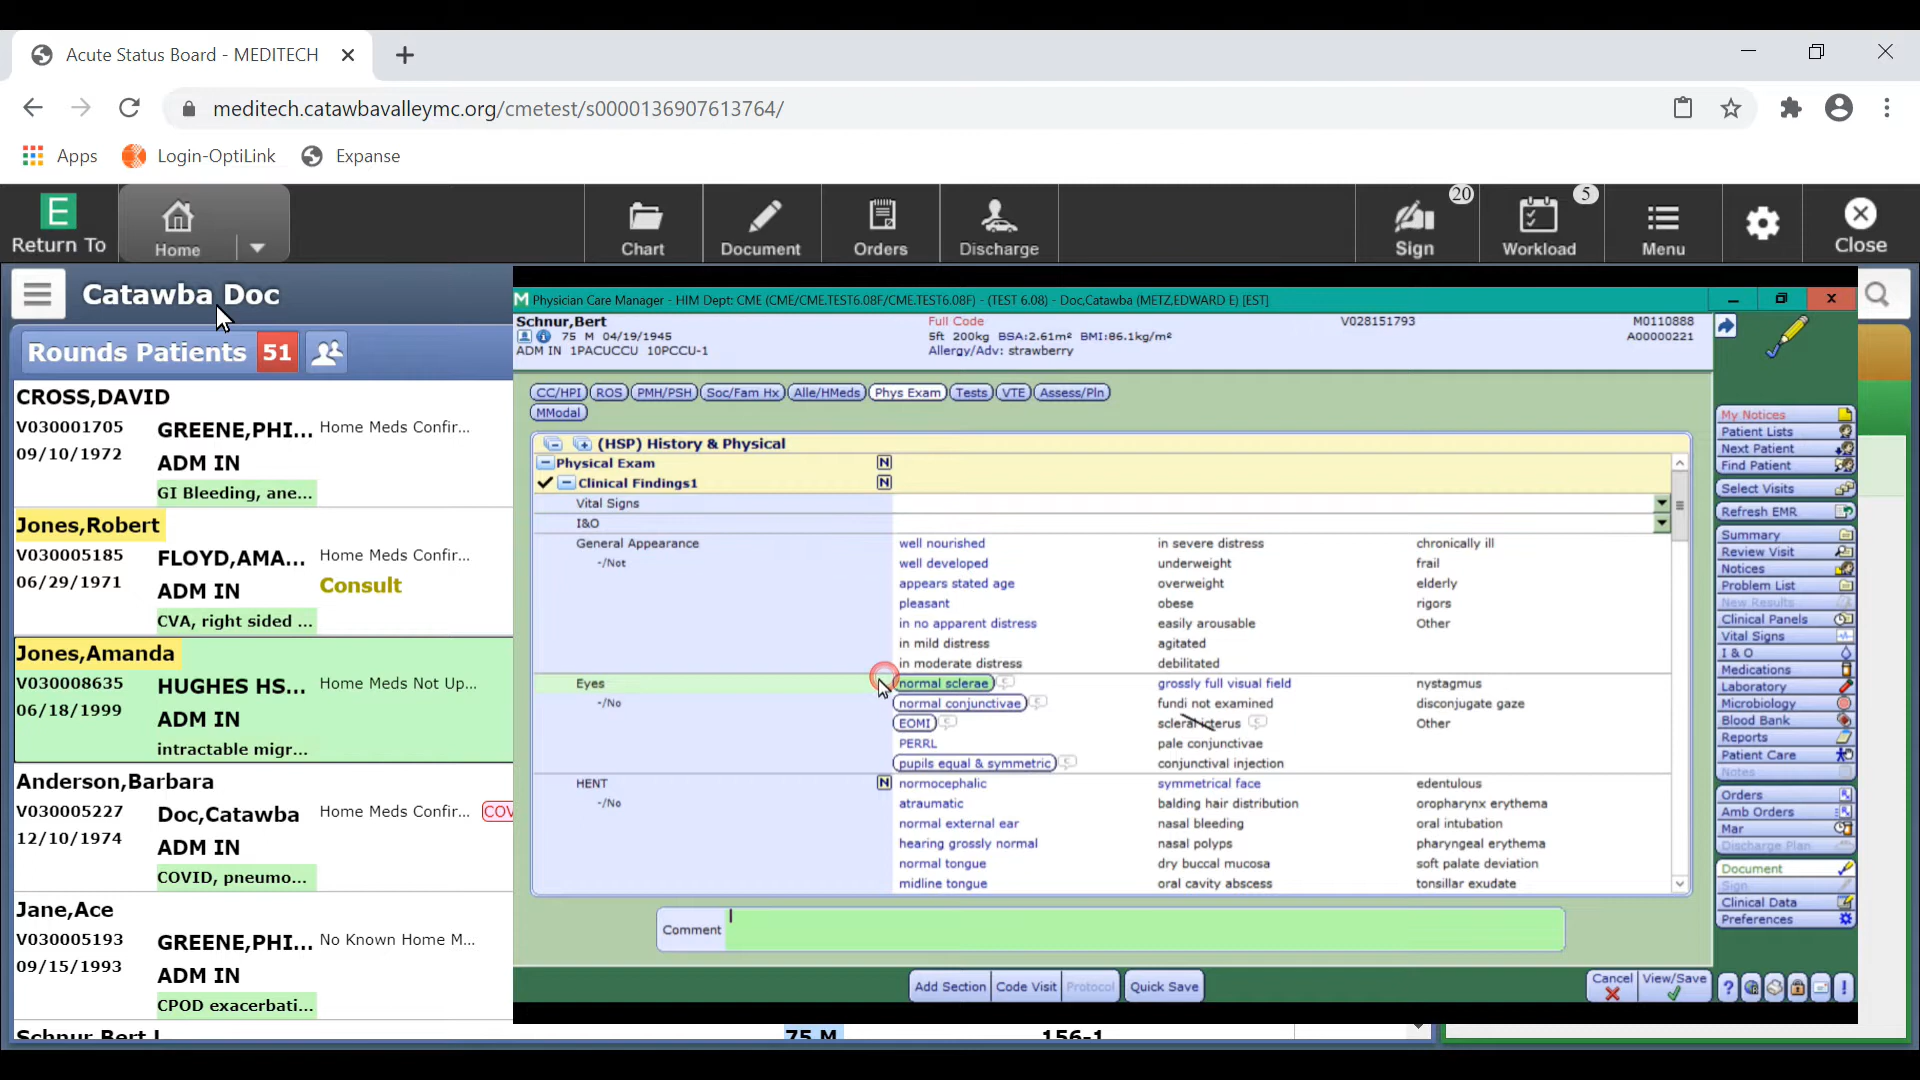 Acute Status Board - MEDITECH
meditech.catawbavalleymc.org/cmetest/s0000136907613764/
Apps Login-OptiLink Expanse
E
Return To Home Chart Document Orders Discharge Sign 20 Workload 5 Menu Close
Catawba Doc
Rounds Patients 51
CROSS,DAVID
V030001705 GREENE,PHI... Home Meds Confir...
09/10/1972 ADM IN
GI Bleeding, ane...
Jones,Robert
V030005185 FLOYD,AMA... Home Meds Confir...
06/29/1971 ADM IN Consult
CVA, right sided ...
Jones,Amanda
V030008635 HUGHES HS... Home Meds Not Up...
06/18/1999 ADM IN
intractable migr...
Anderson,Barbara
V030005227 Doc,Catawba Home Meds Confir... COV
12/10/1974 ADM IN
COVID, pneumo...
Jane,Ace
V030005193 GREENE,PHI... No Known Home M...
09/15/1993 ADM IN
CPOD exacerbati...
Schnur,Bert J 75 M 156-1
M Physician Care Manager - HIM Dept: CME (CME/CME.TEST6.08F/CME.TEST6.08F) - (TEST 6.08) - Doc,Catawba (METZ,EDWARD E) [EST]
Schnur,Bert Full Code V028151793 M0110888
75 M 04/19/1945 5ft 200kg BSA:2.61m² BMI:86.1kg/m² A00000221
ADM IN 1PACUCCU 10PCCU-1 Allergy/Adv: strawberry
CC/HPI ROS PMH/PSH Soc/Fam Hx Alle/HMeds Phys Exam Tests VTE Assess/Pln
MModal
(HSP) History & Physical
Physical Exam N
Clinical Findings1 N
Vital Signs
I&O
General Appearance well nourished in severe distress chronically ill
-/Not well developed underweight frail
appears stated age overweight elderly
pleasant obese rigors
in no apparent distress easily arousable Other
in mild distress agitated
in moderate distress debilitated
Eyes normal sclerae grossly full visual field nystagmus
-/No normal conjunctivae fundi not examined disconjugate gaze
EOMI scleral icterus Other
PERRL pale conjunctivae
pupils equal & symmetric conjunctival injection
HENT N normocephalic symmetrical face edentulous
-/No atraumatic balding hair distribution oropharynx erythema
normal external ear nasal bleeding oral intubation
hearing grossly normal nasal polyps pharyngeal erythema
normal tongue dry buccal mucosa soft palate deviation
midline tongue oral cavity abscess tonsillar exudate
Comment
Add Section Code Visit Protocol Quick Save Cancel View/Save
My Notices
Patient Lists
Next Patient
Find Patient
Select Visits
Refresh EMR
Summary
Review Visit
Notices
Problem List
New Results
Clinical Panels
Vital Signs
I & O
Medications
Laboratory
Microbiology
Blood Bank
Reports
Patient Care
Notes
Orders
Amb Orders
Mar
Discharge Plan
Document
Sign
Clinical Data
Preferences